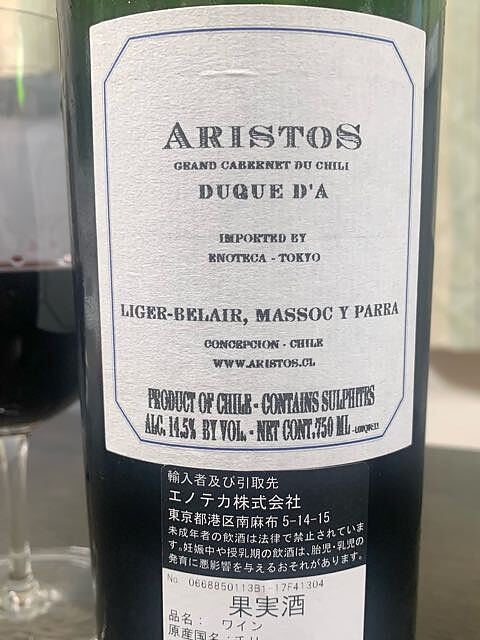 ARISTOS
GRAND CABERNET DU CHILI
DUQUE D'A
IMPORTED BY
ENOTECA - TOKYO
LIGER-BELAIR, MASSOC Y PARRA
CONCEPCION - CHILE
WWW.ARISTOS.CL
PRODUCT OF CHILE - CONTAINS SULPHITES
ALC. 14.5% BY VOL. - NET CONT. 750 ML
輸入者及び引取先
エノテカ株式会社
東京都港区南麻布 5-14-15
未成年者の飲酒は法律で禁止されていま
す。妊娠中や授乳期の飲酒は、胎児・乳児の
発育に悪影響を与えるおそれがあります。
No 0668850113B1-17F41304
果実酒
品名: ワイン
原産国名:チリ